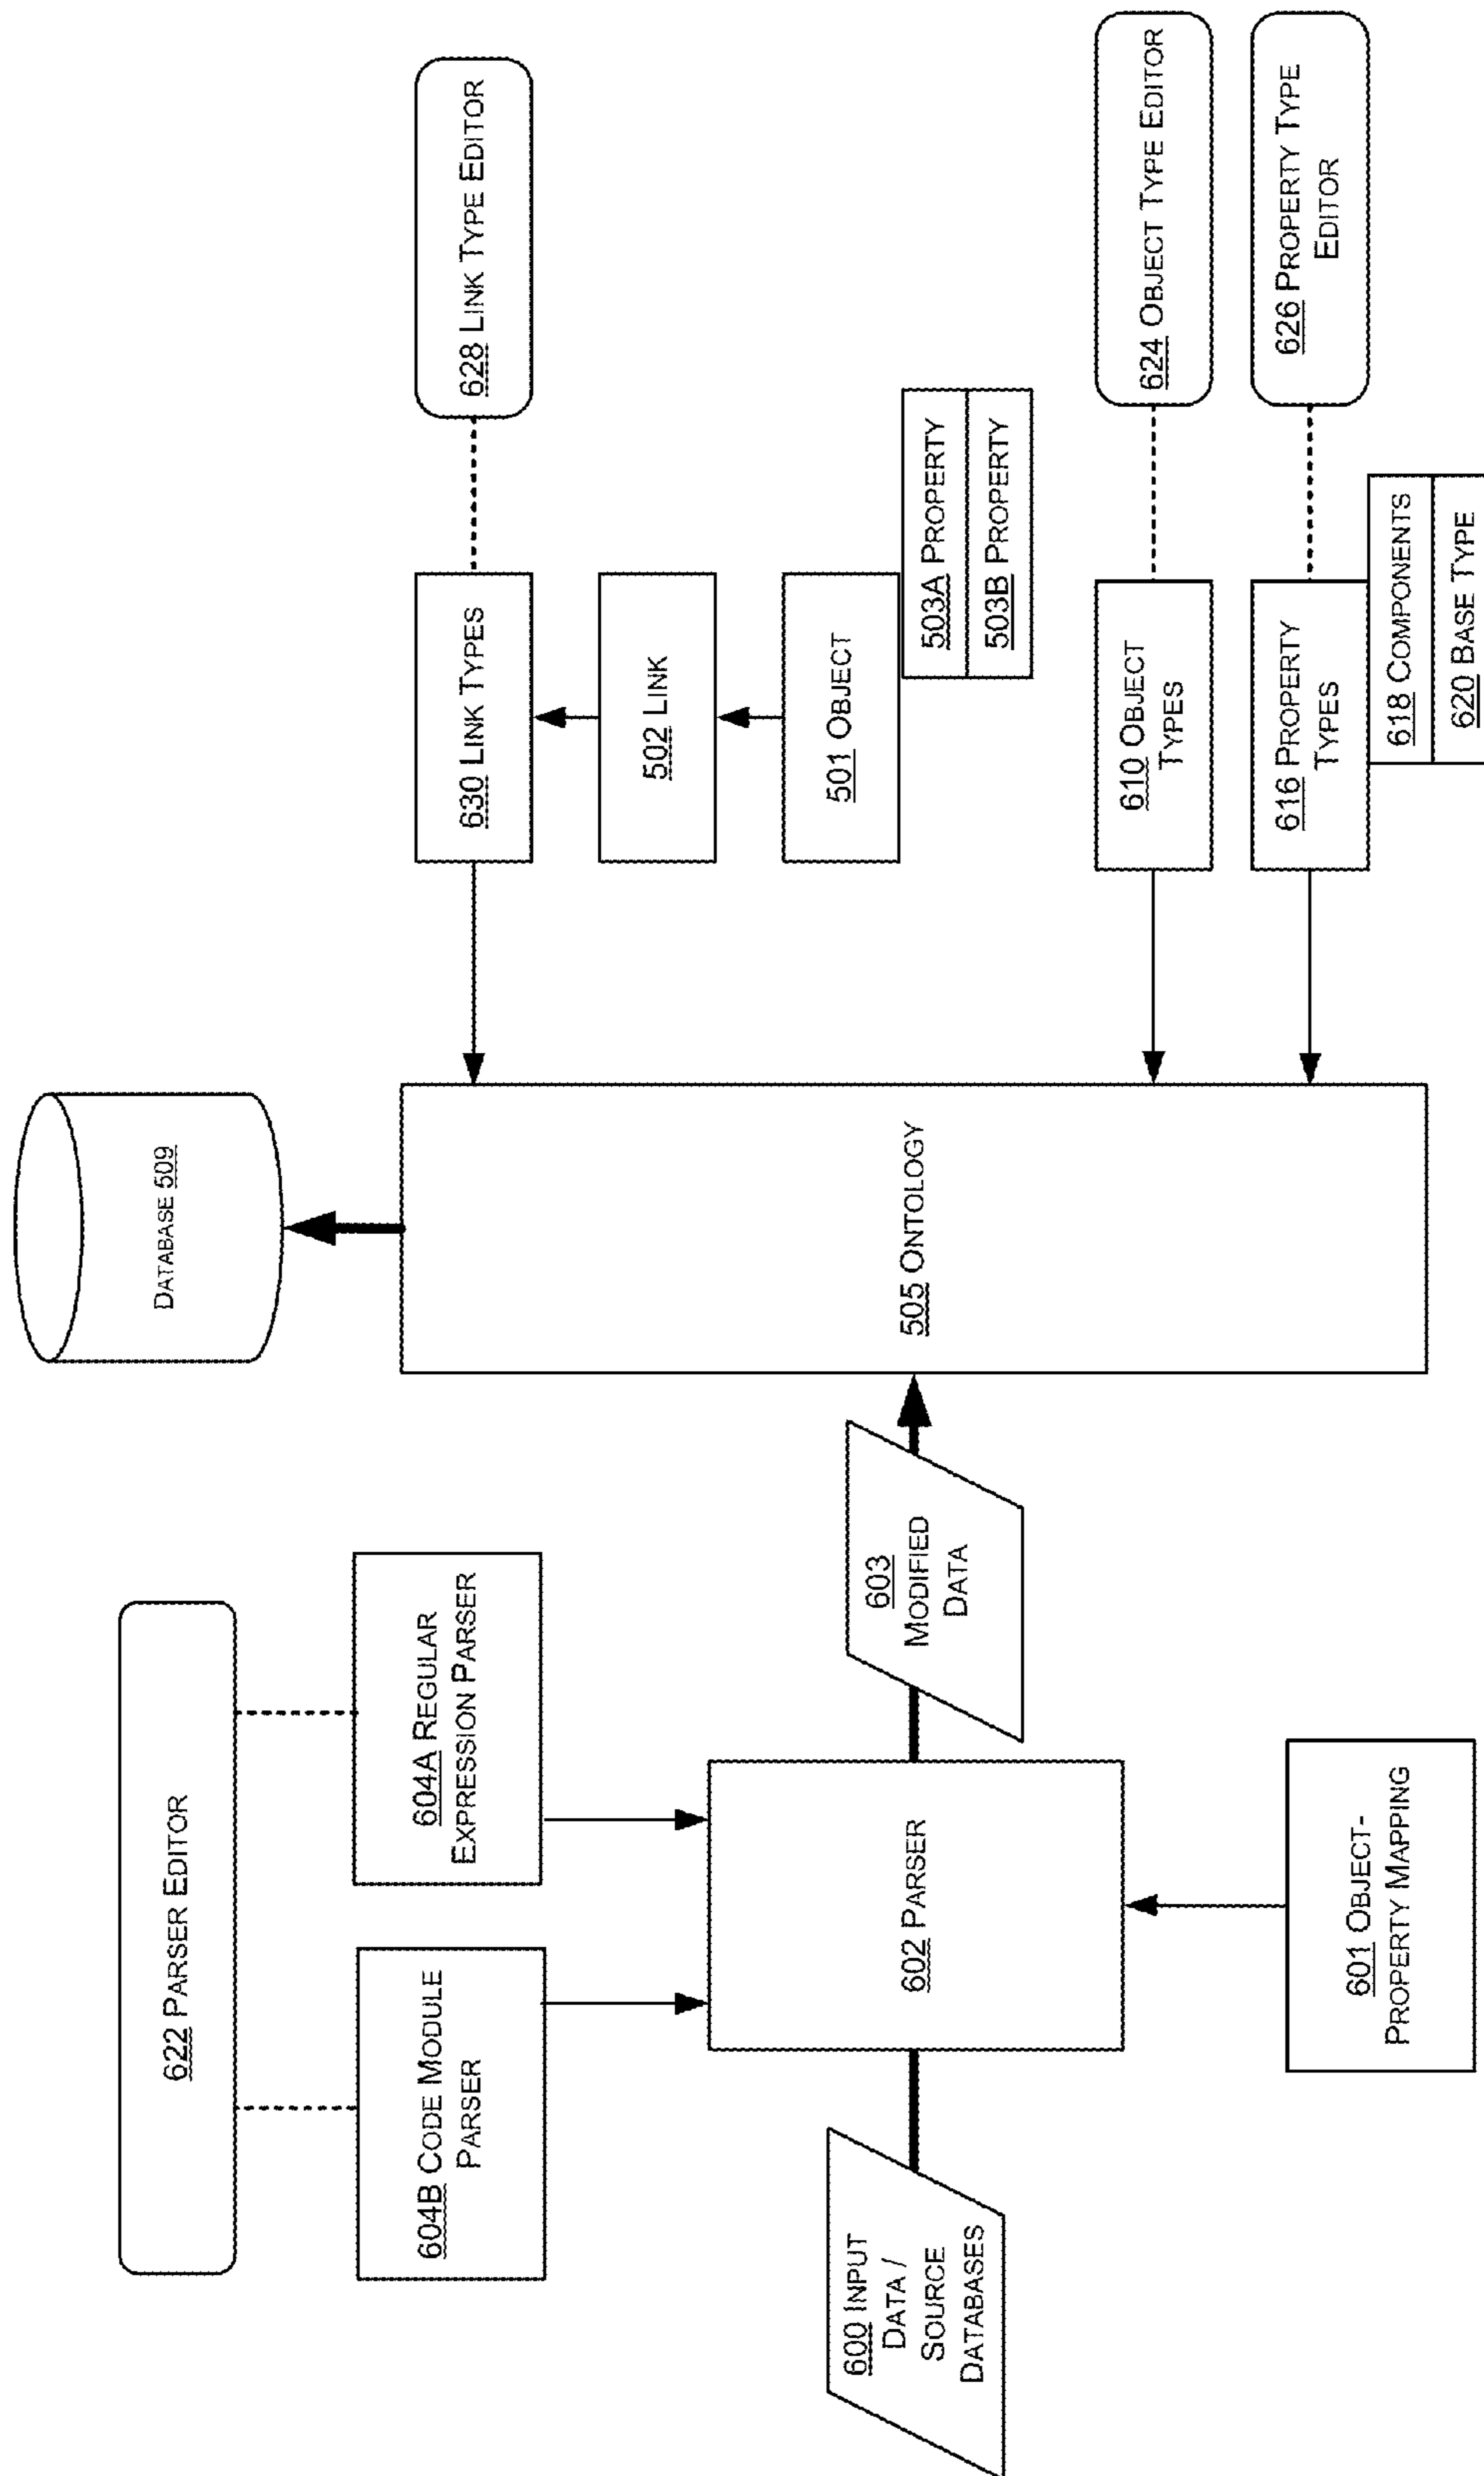 622 PARSER EDITOR
604B CODE MODULE
PARSER
604A REGULAR
EXPRESSION PARSER
600 INPUT
DATA /
SOURCE
DATABASES
602 PARSER
603
MODIFIED
DATA
601 OBJECT-
PROPERTY MAPPING
DATABASE 509
505 ONTOLOGY
630 LINK TYPES
628 LINK TYPE EDITOR
502 LINK
501 OBJECT
503A PROPERTY
503B PROPERTY
610 OBJECT
TYPES
624 OBJECT TYPE EDITOR
616 PROPERTY
TYPES
626 PROPERTY TYPE
EDITOR
618 COMPONENTS
620 BASE TYPE